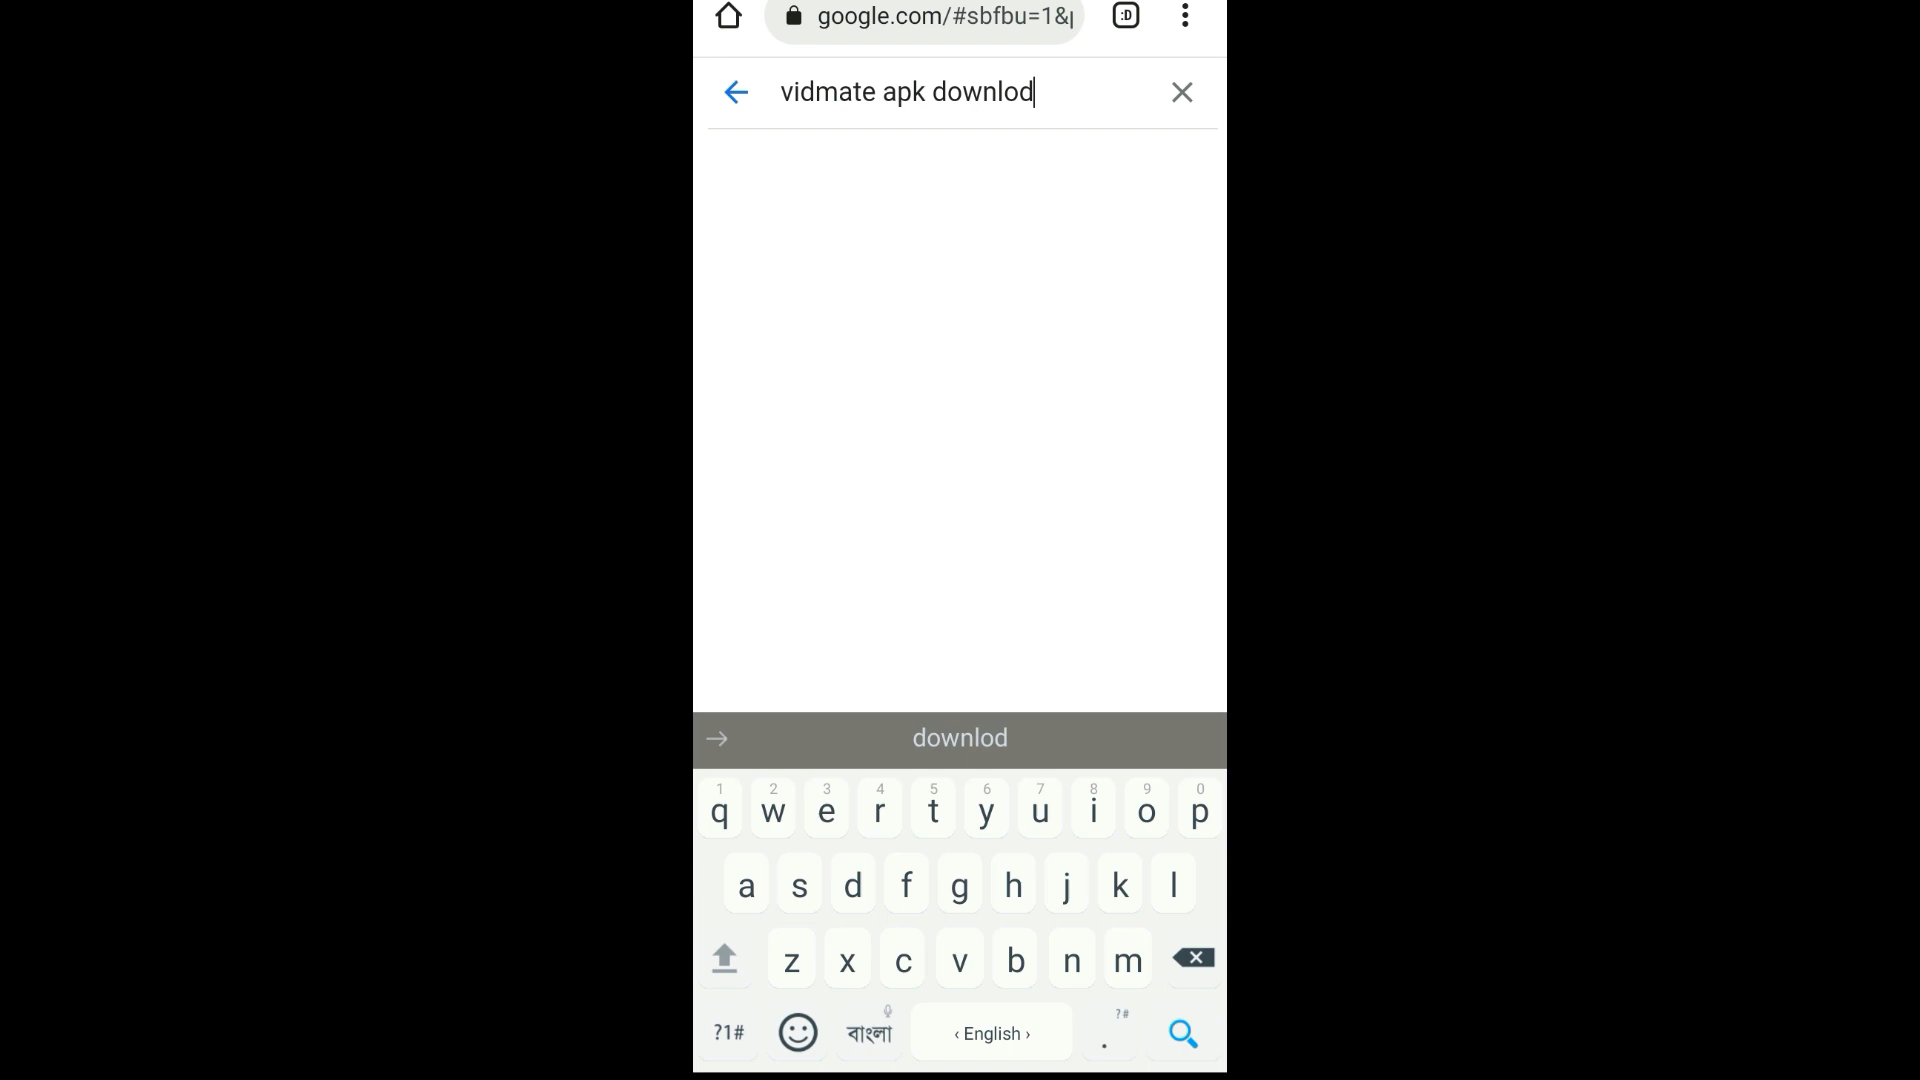 google.com/#sbfbu=1&
:D
vidmate apk downlod
downlod
1 2 3 4 5 6 7 8 9 0
q w e r t y u i o p
a s d f g h j k l
z x c v b n m
?1# বাংলা ‹ English › . ?#